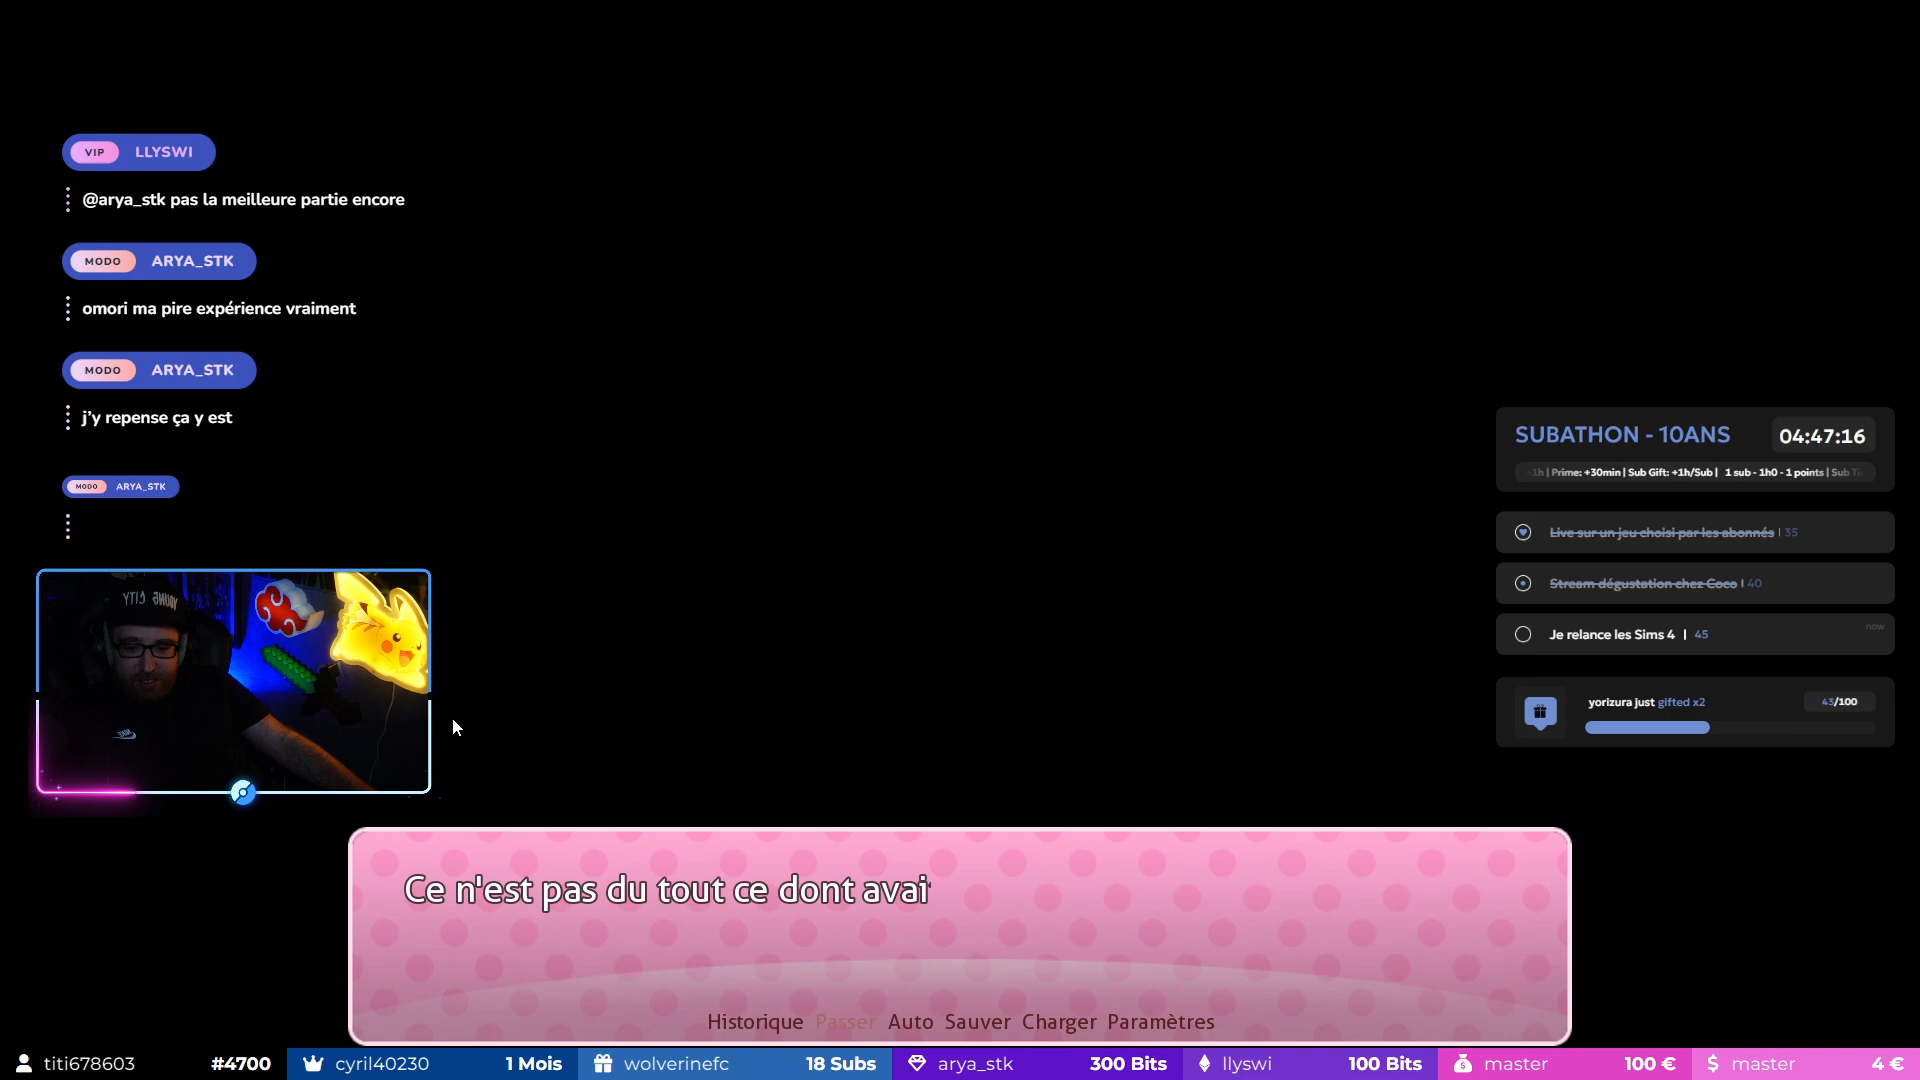 VIP LLYSWI
@arya_stk pas la meilleure partie encore
MODO ARYA_STK
omori ma pire expérience vraiment
MODO ARYA_STK
j'y repense ça y est
MODO ARYA_STK
SUBATHON - 10ANS 04:47:16
-1h | Prime: +30min | Sub Gift: +1h/Sub | 1 sub - 1h0 - 1 points | Sub
Live sur un jeu choisi par les abonnés | 35
Stream dégustation chez Coco | 40
Je relance les Sims 4 | 45 now
yorizura just gifted x2 43/100
YOUNG CITY
Ce n'est pas du tout ce dont avai
Historique Passer Auto Sauver Charger Paramètres
titi678603 #4700 cyril40230 1 Mois wolverinefc 18 Subs arya_stk 300 Bits llyswi 100 Bits master 100 € $ master 4 €